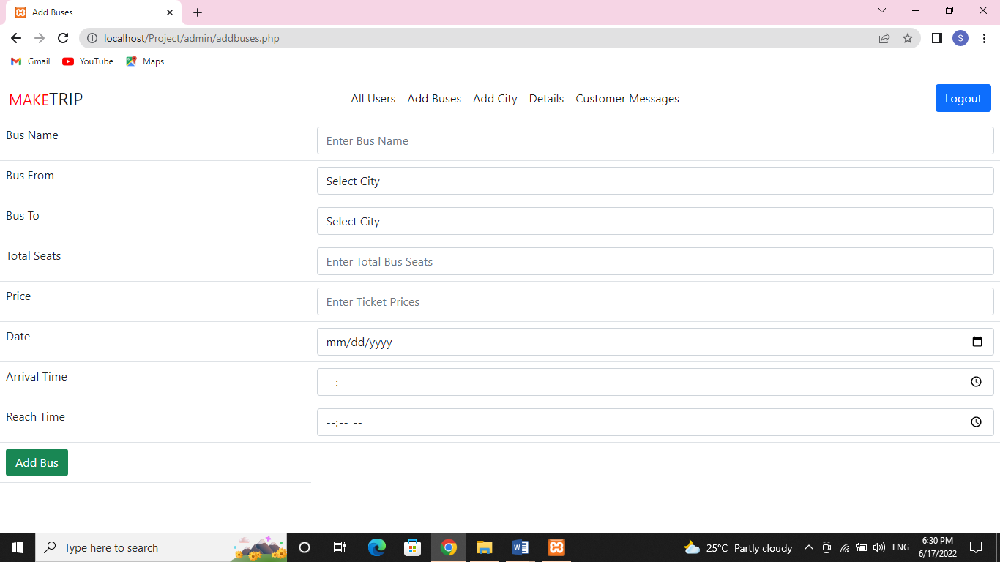 Add Buses
localhost/Project/admin/addbuses.php
S
Gmail YouTube Maps
MAKETRIP All Users Add Buses Add City Details Customer Messages Logout
Bus Name Enter Bus Name
Bus From Select City
Bus To Select City
Total Seats Enter Total Bus Seats
Price Enter Ticket Prices
Date mm/dd/yyyy
Arrival Time --:-- --
Reach Time --:-- --
Add Bus
Type here to search 25°C Partly cloudy ENG 6:30 PM
6/17/2022